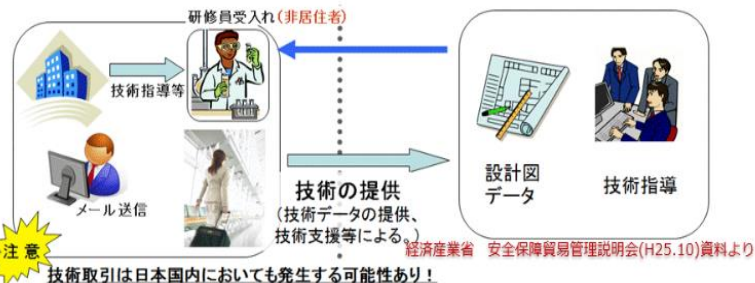 研修員受入れ(非居住者)
技術指導等
メール送信
技術の提供
(技術データの提供、
技術支援等による。)
設計図
データ
技術指導
経済産業省 安全保障貿易管理説明会(H25.10)資料より
注意
技術取引は日本国内においても発生する可能性あり！